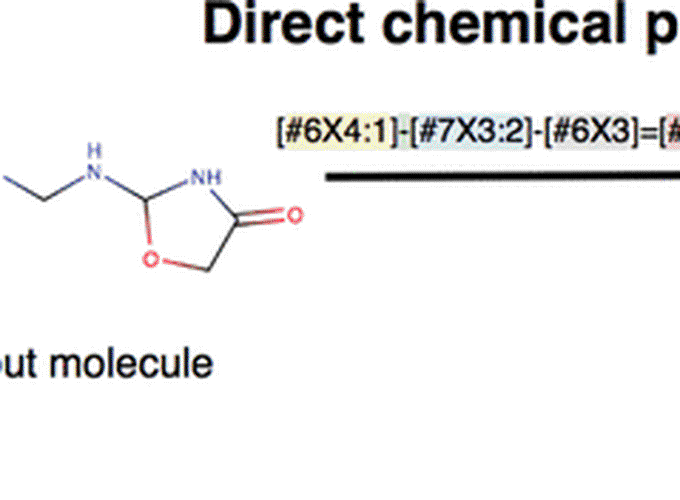 Direct chemical p
[#6X4:1]-[#7X3:2]-[#6X3]=[#
H
N
NH
O
O
ut molecule